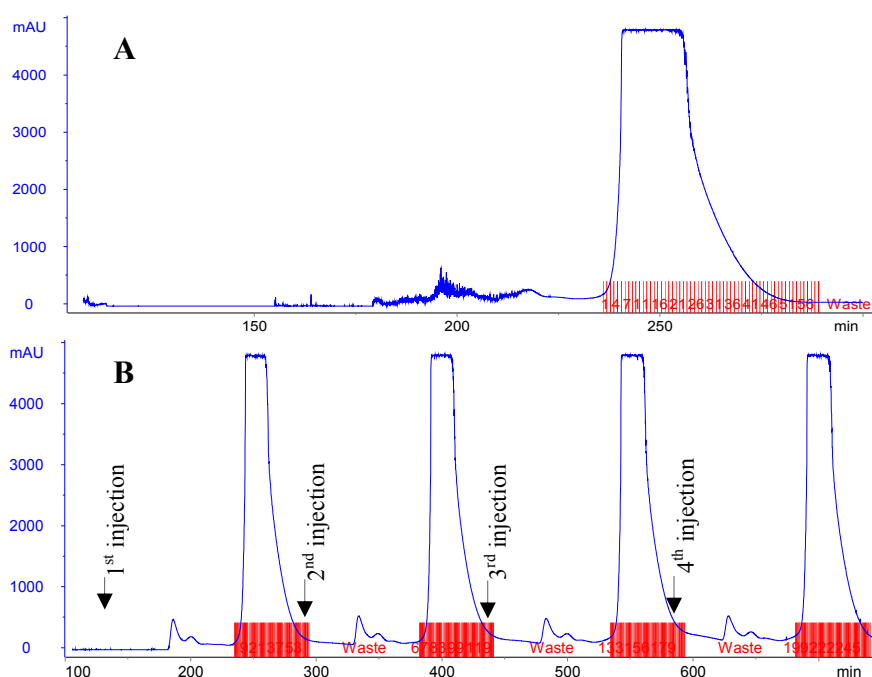 mAU
A
4000
3000
2000
1000
0
Waste
150
200
250
min
mAU
B
4000
3000
2000
1000
0
1st injection
2nd injection
3rd injection
4th injection
Waste
Waste
Waste
100
200
300
400
500
600
min